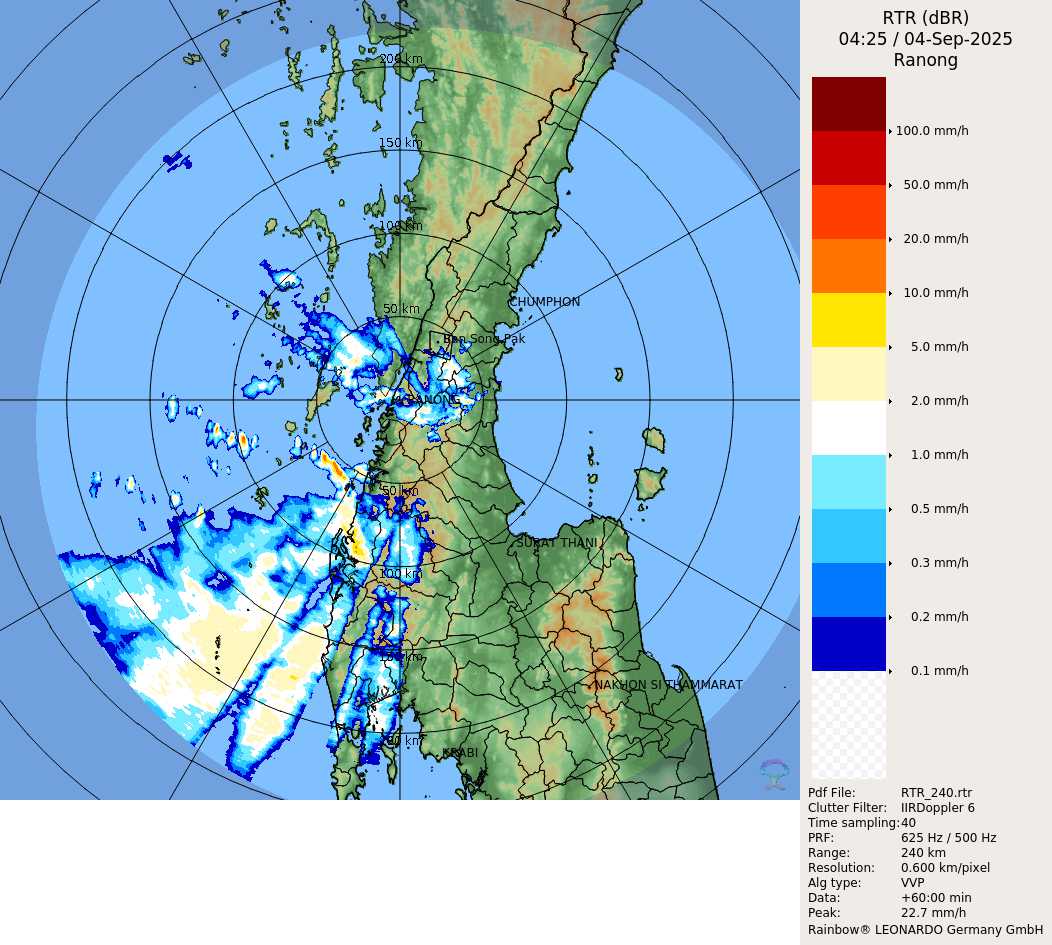 RTR (dBR)
04:25 / 04-Sep-2025
Ranong
200 km
150 km
100 km
50 km
CHUMPHON
Ban Song Pak
RANONG
50 km
SURAT THANI
100 km
150 km
NAKHON SI THAMMARAT
KRABI
100.0 mm/h
50.0 mm/h
20.0 mm/h
10.0 mm/h
5.0 mm/h
2.0 mm/h
1.0 mm/h
0.5 mm/h
0.3 mm/h
0.2 mm/h
0.1 mm/h
Pdf File: RTR_240.rtr
Clutter Filter: IIRDoppler 6
Time sampling:40
PRF: 625 Hz / 500 Hz
Range: 240 km
Resolution: 0.600 km/pixel
Alg type: VVP
Data: +60:00 min
Peak: 22.7 mm/h
Rainbow® LEONARDO Germany GmbH